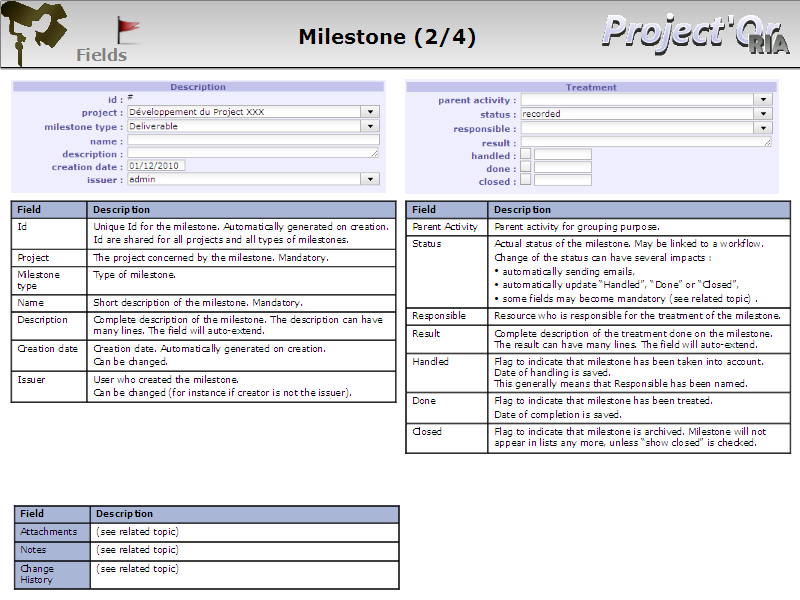 Fields
Milestone (2/4)
Project'Or
RIA
Description
id : #
project : Développement du Project XXX
milestone type : Deliverable
name :
description :
creation date : 01/12/2010
issuer : admin
Treatment
parent activity :
status : recorded
responsible :
result :
handled :
done :
closed :
Field Description
Id Unique Id for the milestone. Automatically generated on creation.
Id are shared for all projects and all types of milestones.
Project The project concerned by the milestone. Mandatory.
Milestone Type of milestone.
type
Name Short description of the milestone. Mandatory.
Description Complete description of the milestone. The description can have
many lines. The field will auto-extend.
Creation date Creation date. Automatically generated on creation.
Can be changed.
Issuer User who created the milestone.
Can be changed (for instance if creator is not the issuer).
Field Description
Parent Activity Parent activity for grouping purpose.
Status Actual status of the milestone. May be linked to a workflow.
Change of the status can have several impacts :
• automatically sending emails,
• automatically update “Handled”, “Done” or “Closed”,
• some fields may become mandatory (see related topic) .
Responsible Resource who is responsible for the treatment of the milestone.
Result Complete description of the treatment done on the milestone.
The result can have many lines. The field will auto-extend.
Handled Flag to indicate that milestone has been taken into account.
Date of handling is saved.
This generally means that Responsible has been named.
Done Flag to indicate that milestone has been treated.
Date of completion is saved.
Closed Flag to indicate that milestone is archived. Milestone will not
appear in lists any more, unless “show closed” is checked.
Field Description
Attachments (see related topic)
Notes (see related topic)
Change (see related topic)
History